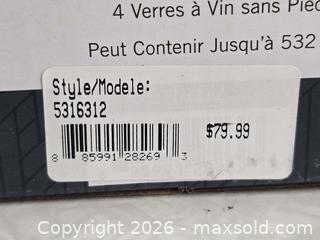 4 Verres à Vin sans Pied
Peut Contenir Jusqu'à 532
Style/Modele:
5316312
$79.99
8 85991 28269 3
Copyright 2026 - maxsold.com